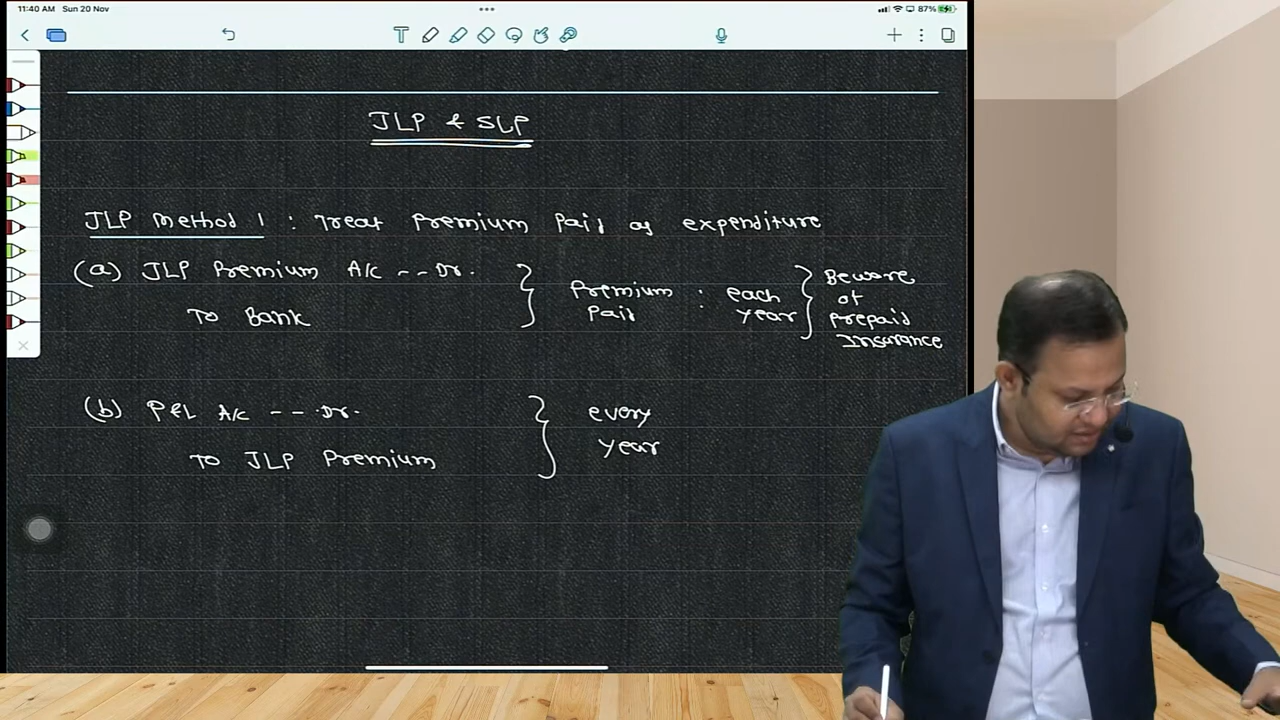 11:40 AM Sun 20 Nov
87%
JLP & SLP
JLP Method 1 : Treat Premium Paid as expenditure
(a) JLP Premium A/c -- Dr.
To Bank
Premium Paid : each year
Beware of Prepaid Insurance
(b) P&L A/c -- Dr.
To JLP Premium
every year